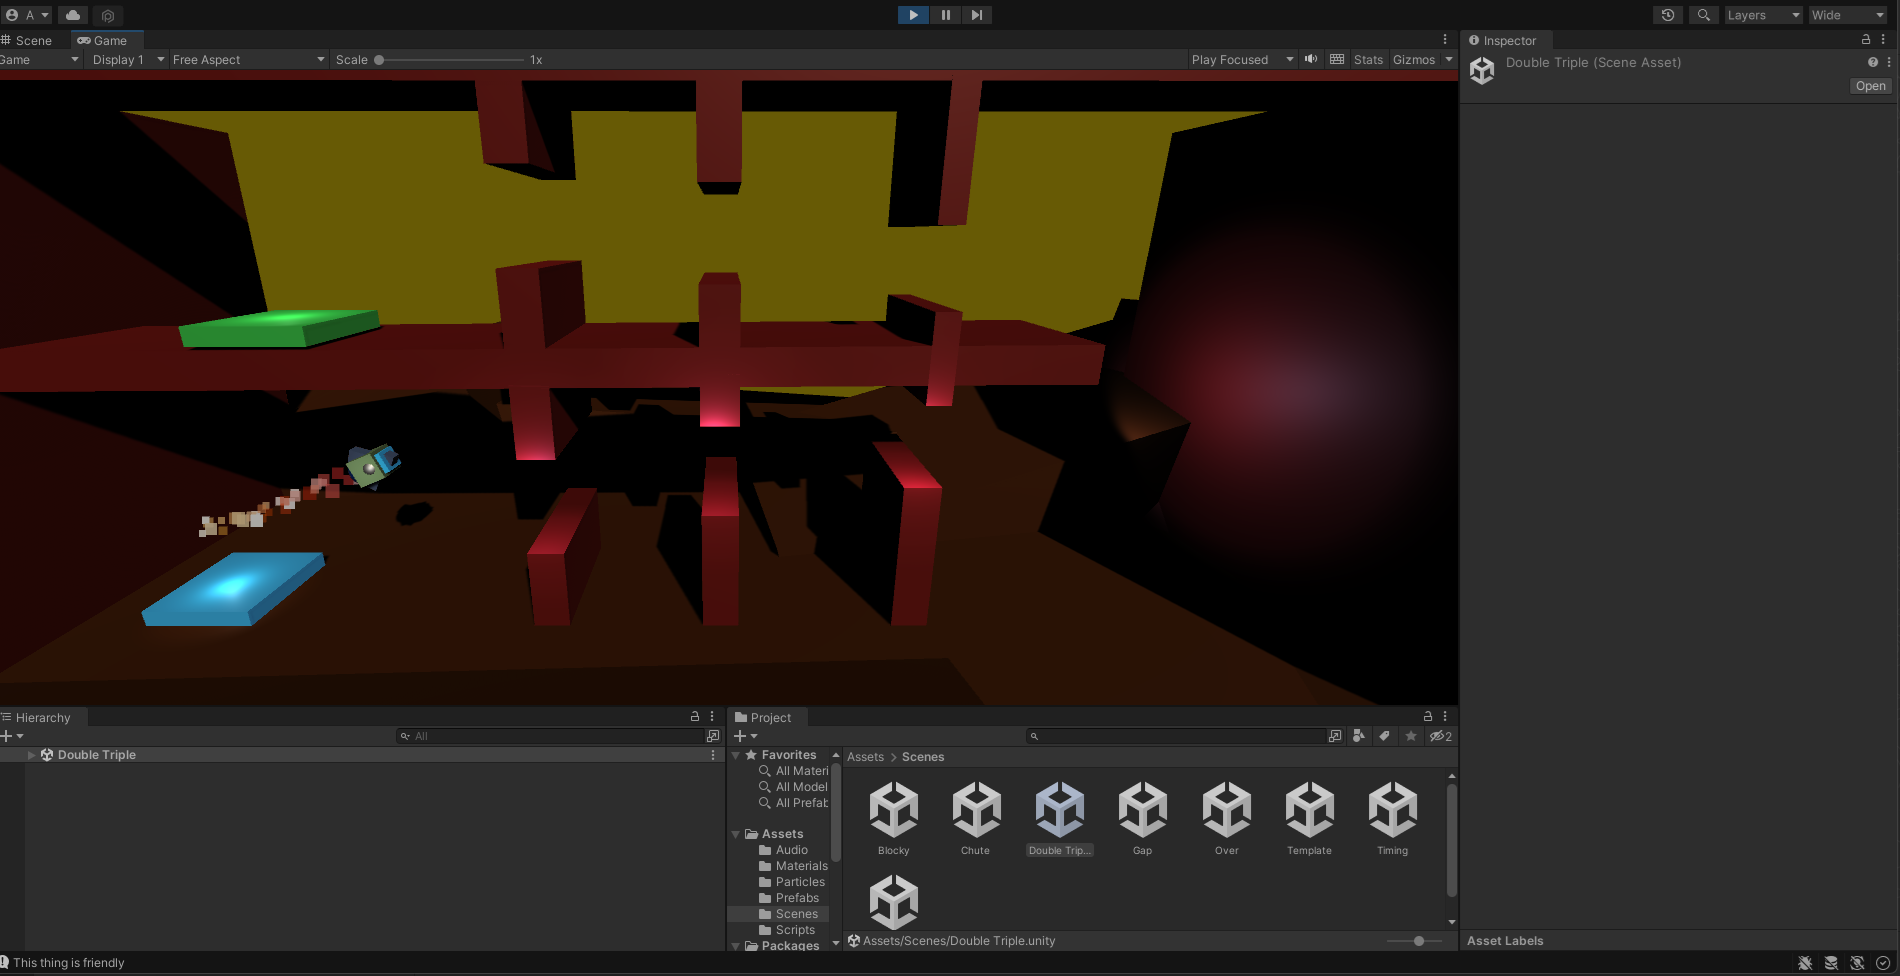 A
Layers
Wide
Scene
Game
Inspector
Game
Display 1
Free Aspect
Scale
1x
Play Focused
Stats
Gizmos
Double Triple (Scene Asset)
Open
Hierarchy
Project
All
2
Double Triple
Favorites
All Materi
All Model
All Prefab
Assets
Audio
Materials
Particles
Prefabs
Scenes
Scripts
Packages
Assets > Scenes
Blocky
Chute
Double Trip...
Gap
Over
Template
Timing
Assets/Scenes/Double Triple.unity
Asset Labels
This thing is friendly